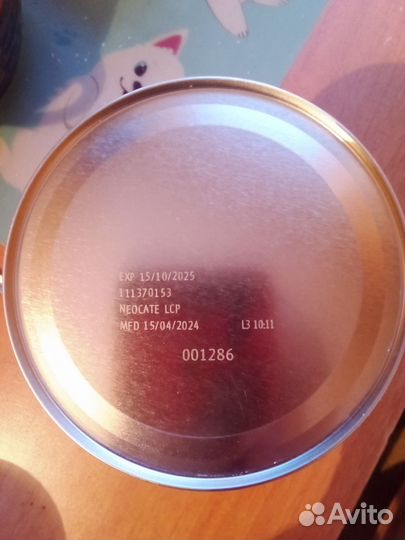 EXP 15/10/2025
111370153
NEOCATE LCP
MFD 15/04/2024 L3 10:11
001286
Avito